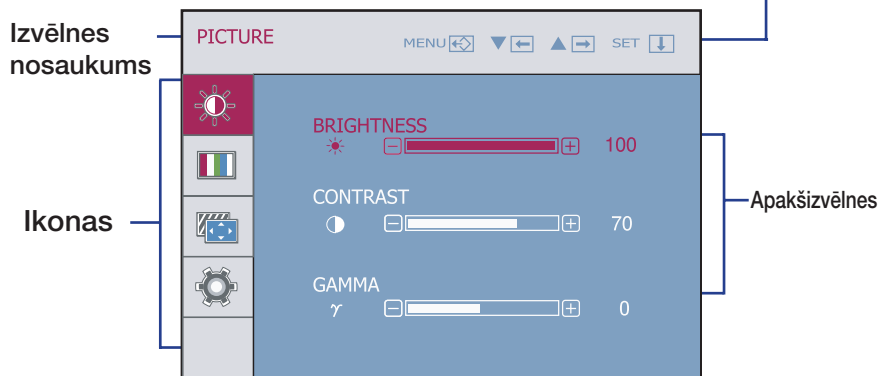 Izvēlnes
nosaukums
PICTURE
MENU
SET
Ikonas
BRIGHTNESS
100
CONTRAST
70
GAMMA
γ
0
Apakšizvēlnes